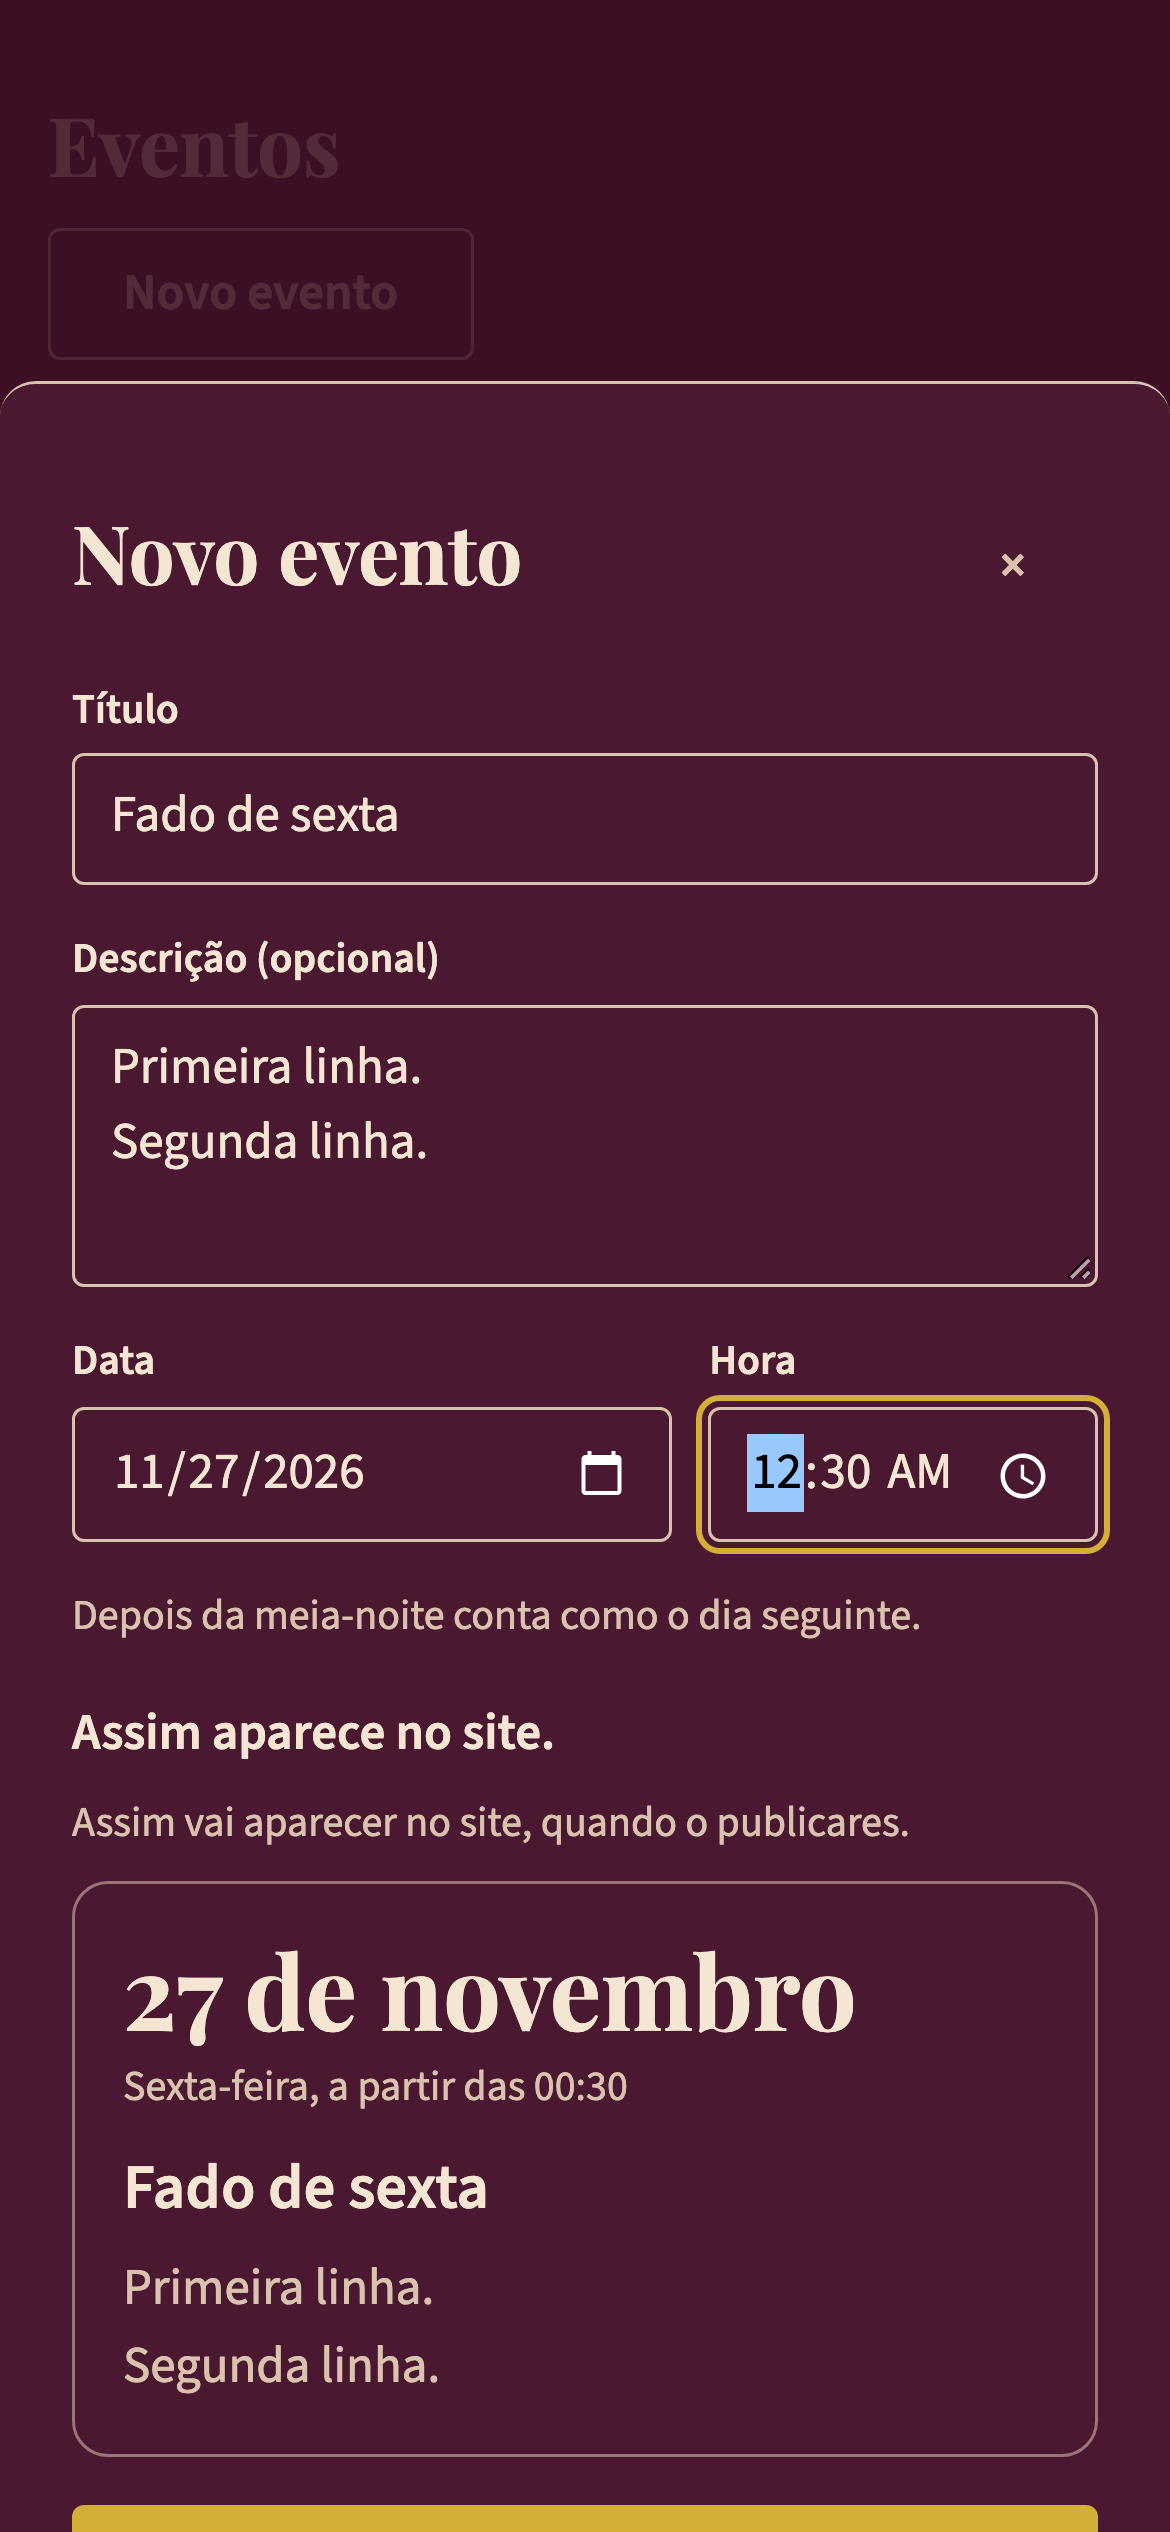 Eventos
Novo evento
Novo evento
×
Título
Fado de sexta
Descrição (opcional)
Primeira linha.
Segunda linha.
Data
Hora
11/27/2026
12:30 AM
Depois da meia-noite conta como o dia seguinte.
Assim aparece no site.
Assim vai aparecer no site, quando o publicares.
27 de novembro
Sexta-feira, a partir das 00:30
Fado de sexta
Primeira linha.
Segunda linha.